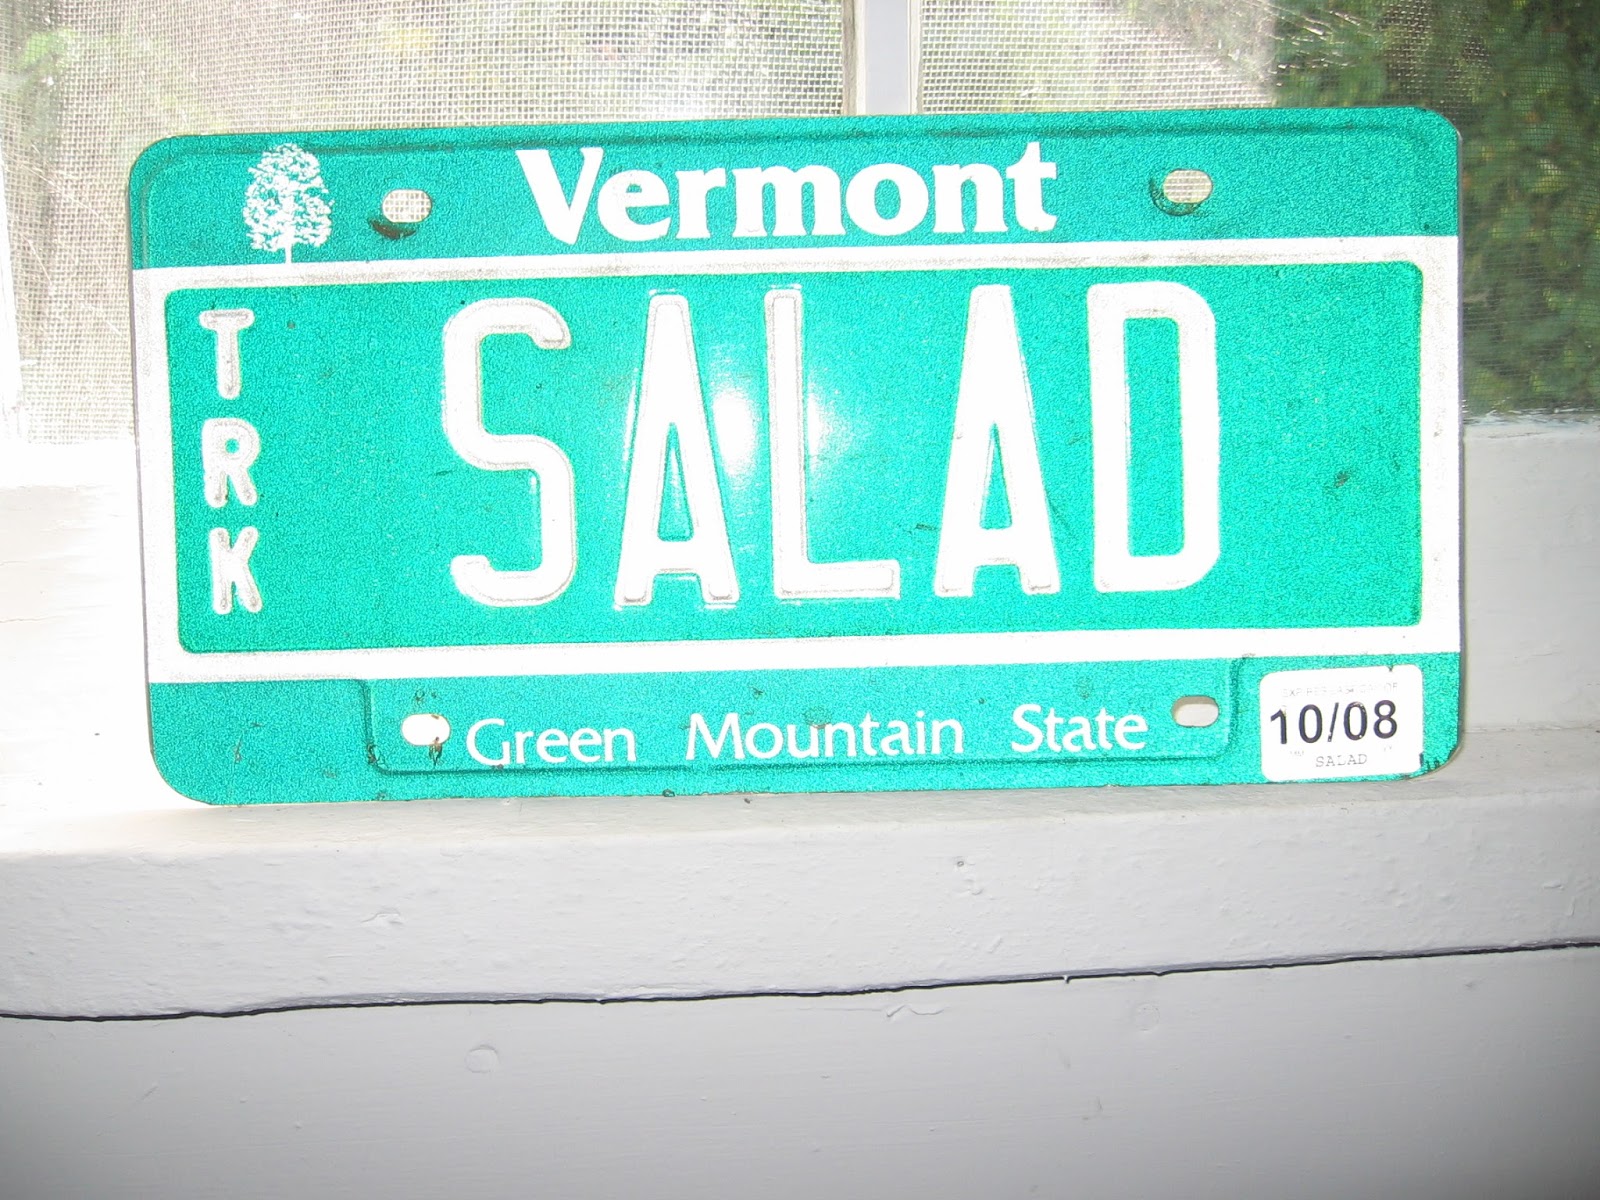 Vermont
TRK
SALAD
Green Mountain State
10/08
SALAD